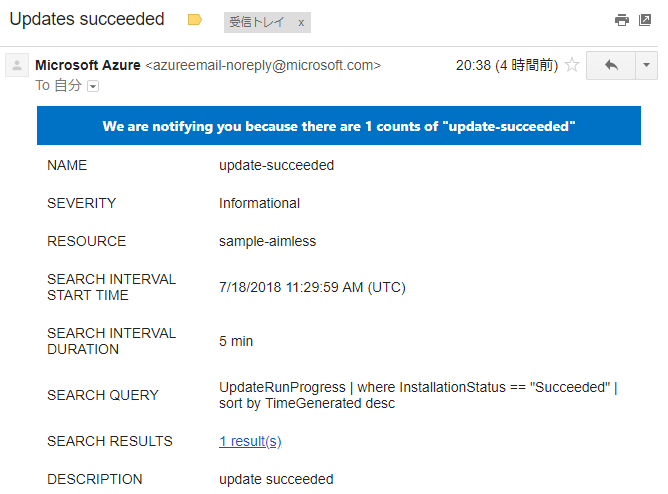 Updates succeeded 受信トレイ x
Microsoft Azure <azureemail-noreply@microsoft.com> 20:38 (4 時間前)
To 自分
We are notifying you because there are 1 counts of "update-succeeded"
NAME update-succeeded
SEVERITY Informational
RESOURCE sample-aimless
SEARCH INTERVAL
START TIME 7/18/2018 11:29:59 AM (UTC)
SEARCH INTERVAL
DURATION 5 min
SEARCH QUERY UpdateRunProgress | where InstallationStatus == "Succeeded" |
sort by TimeGenerated desc
SEARCH RESULTS 1 result(s)
DESCRIPTION update succeeded